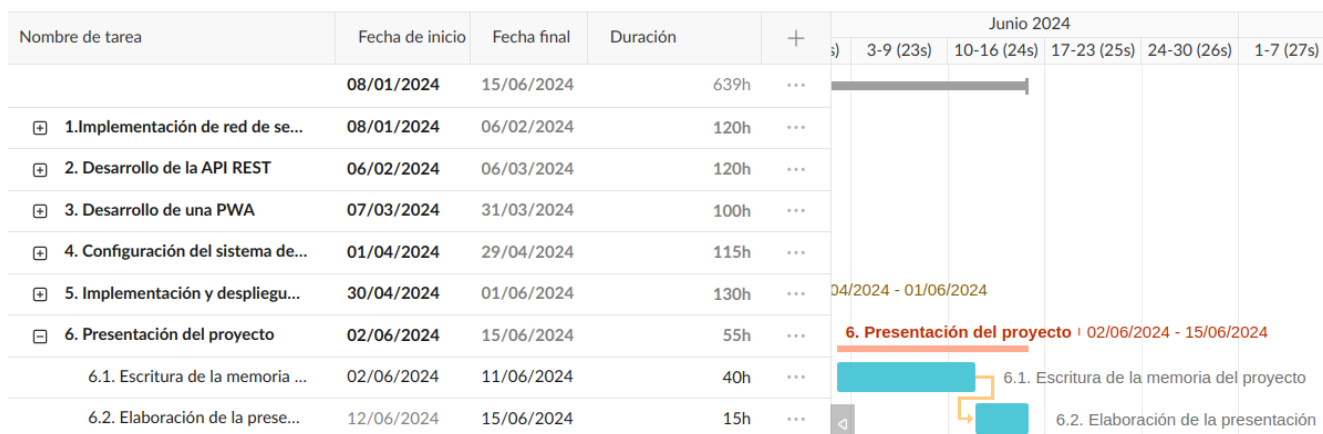 Nombre de tarea Fecha de inicio Fecha final Duración + Junio 2024
s) 3-9 (23s) 10-16 (24s) 17-23 (25s) 24-30 (26s) 1-7 (27s)
08/01/2024 15/06/2024 639h ...
1.Implementación de red de se... 08/01/2024 06/02/2024 120h ...
2. Desarrollo de la API REST 06/02/2024 06/03/2024 120h ...
3. Desarrollo de una PWA 07/03/2024 31/03/2024 100h ...
4. Configuración del sistema de... 01/04/2024 29/04/2024 115h ...
5. Implementación y despliegu... 30/04/2024 01/06/2024 130h ... 04/2024 - 01/06/2024
6. Presentación del proyecto 02/06/2024 15/06/2024 55h ... 6. Presentación del proyecto 02/06/2024 - 15/06/2024
6.1. Escritura de la memoria ... 02/06/2024 11/06/2024 40h ... 6.1. Escritura de la memoria del proyecto
6.2. Elaboración de la prese... 12/06/2024 15/06/2024 15h ... 6.2. Elaboración de la presentación